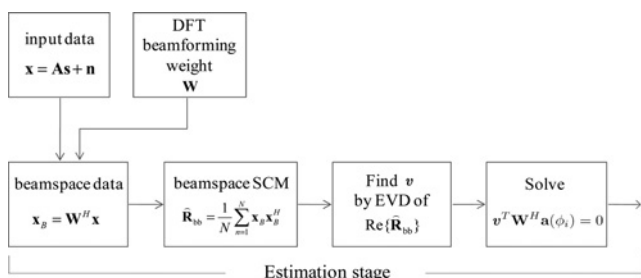 input data
x = As + n
DFT
beamforming
weight
W
beamspace data
x_B = W^H x
beamspace SCM
R̂_bb = 1/N ∑_{n=1}^{N} x_B x_B^H
Find v
by EVD of
Re{R̂_bb}
Solve
v^T W^H a(ϕ_i) = 0
Estimation stage